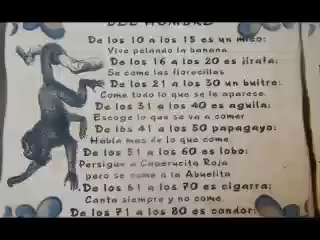 DEL HOMBRE
De los 10 a los 15 es un mico:
Vive pelando la banana
De los 16 a los 20 es jirafa:
Se come las florecillas
De los 21 a los 30 un buitre:
Come todo lo que se le aparece.
De los 31 a los 40 es aguila:
Escoge lo que se va a comer
De los 41 a los 50 papagayo:
Habla mas de lo que come
De los 51 a los 60 es lobo:
Persigue a Caperucita Roja
pero se come a la Abuelita
De los 61 a los 70 es cigarra:
Canta siempre y no come
De los 71 a los 80 es condor: